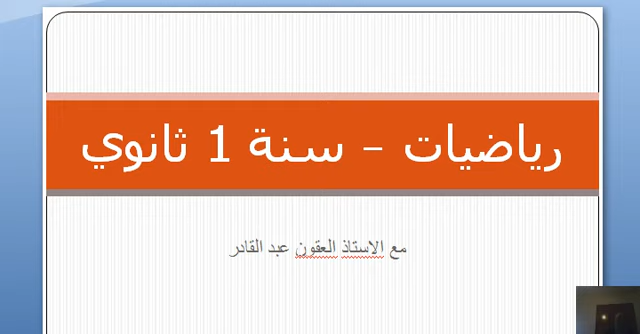 رياضيات – سنة 1 ثانوي
مع الاستاذ العقون عبد القادر